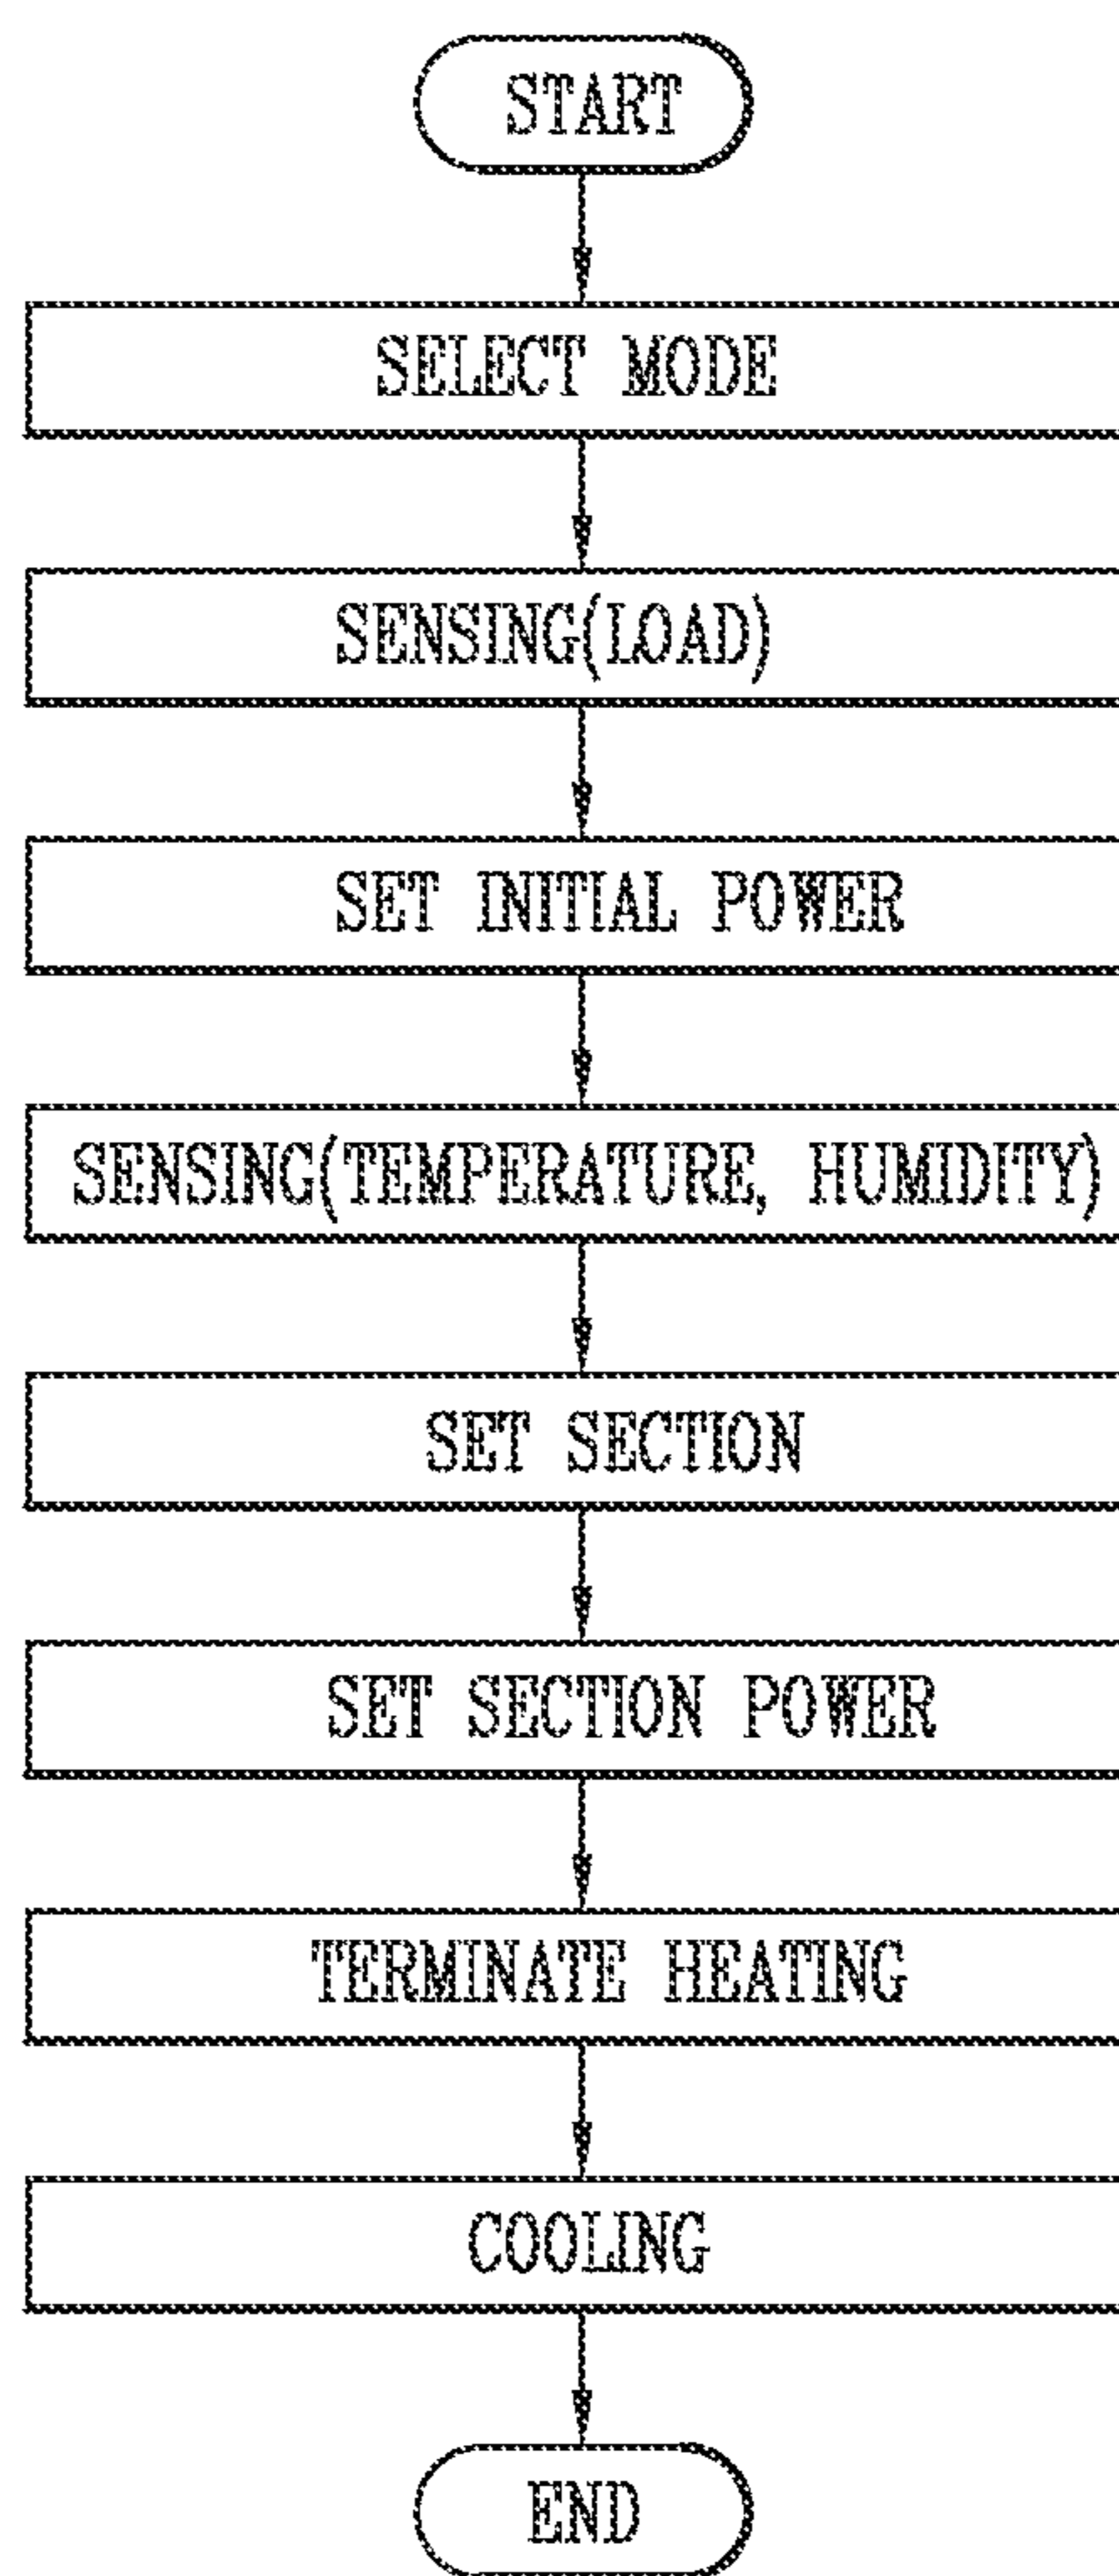 START
SELECT MODE
SENSING(LOAD)
SET INITIAL POWER
SENSING(TEMPERATURE, HUMIDITY)
SET SECTION
SET SECTION POWER
TERMINATE HEATING
COOLING
END